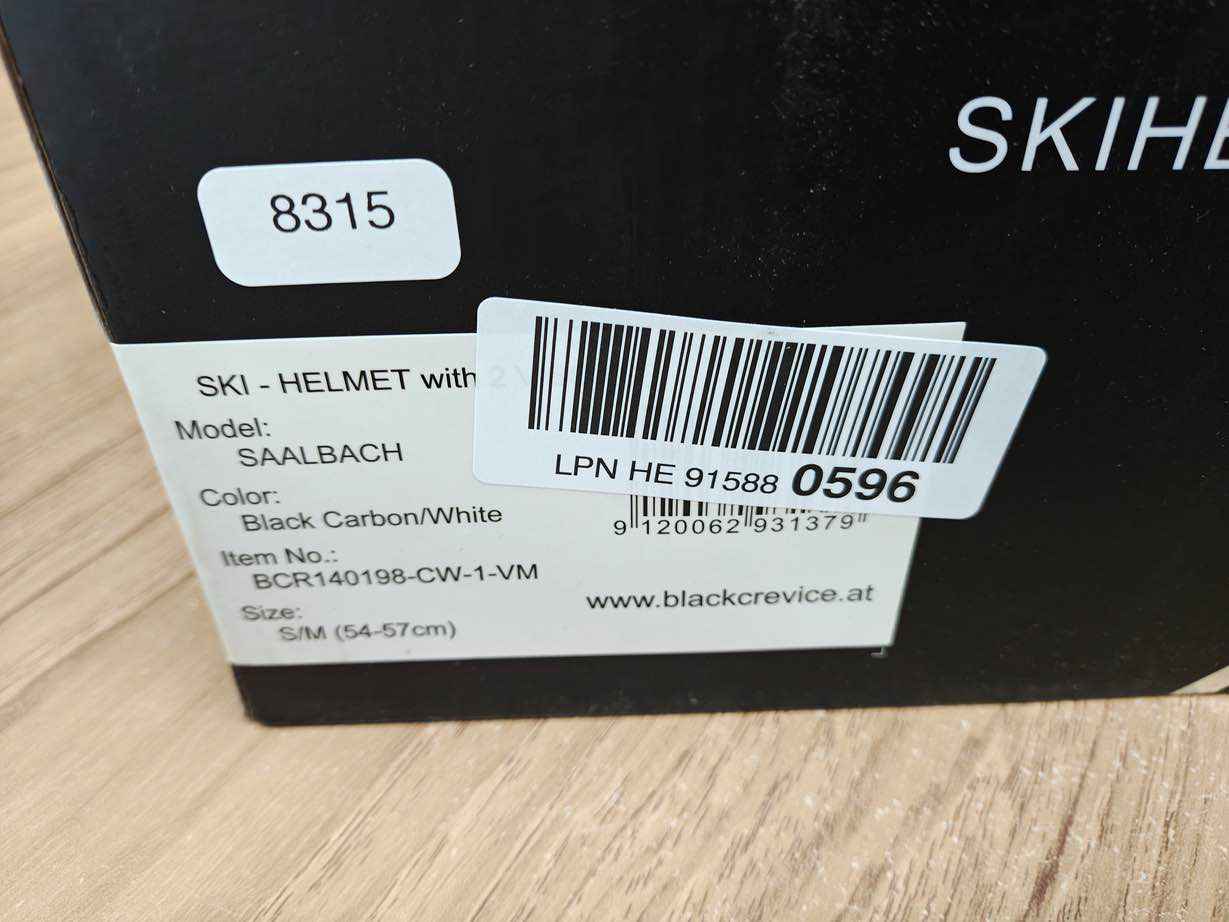 SKIHE
8315
SKI - HELMET with 2 V
Model:
SAALBACH
Color:
Black Carbon/White
Item No.:
BCR140198-CW-1-VM
Size:
S/M (54-57cm)
LPN HE 91588 0596
9 120062 931379
www.blackcrevice.at